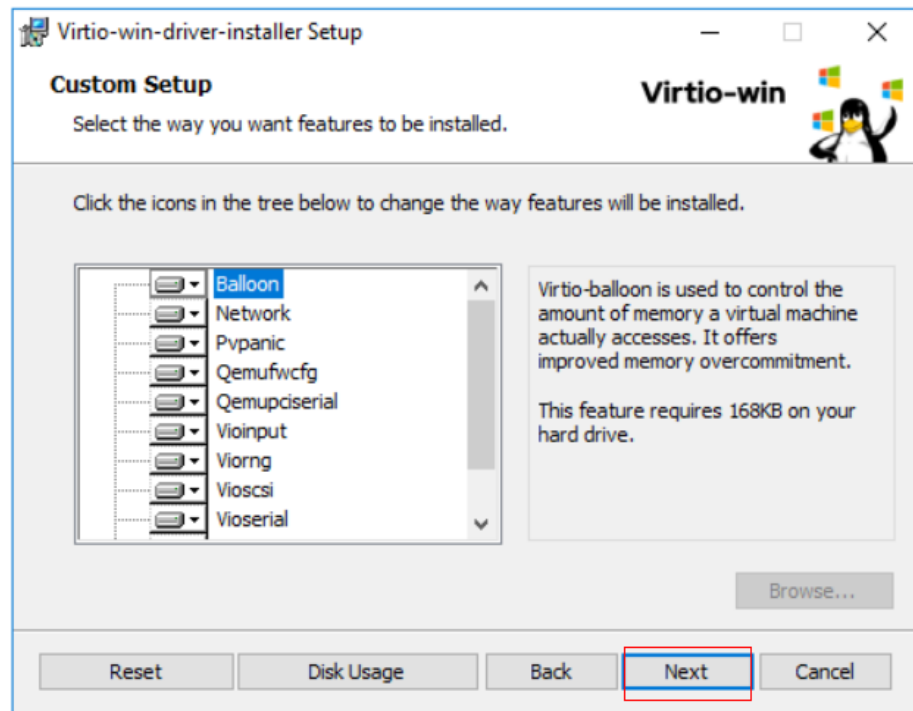 Virtio-win-driver-installer Setup
Custom Setup
Virtio-win
Select the way you want features to be installed.
Click the icons in the tree below to change the way features will be installed.
Balloon
Network
Pvpanic
Qemufwcfg
Qemupciserial
Vioinput
Viorng
Vioscsi
Vioserial
Virtio-balloon is used to control the
amount of memory a virtual machine
actually accesses. It offers
improved memory overcommitment.
This feature requires 168KB on your
hard drive.
Browse...
Reset
Disk Usage
Back
Next
Cancel